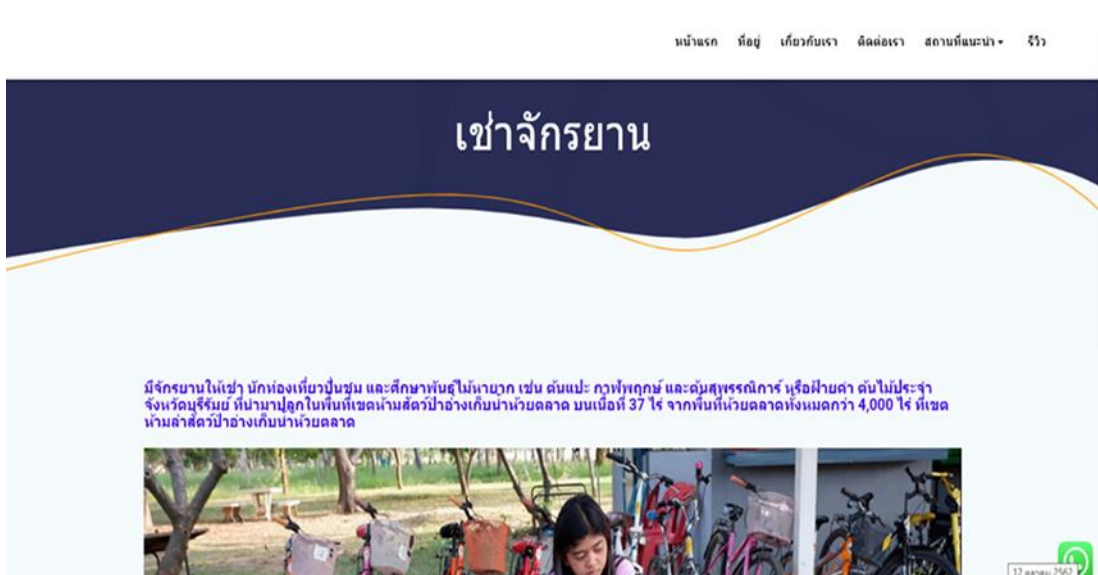 หน้าแรก ที่อยู่ เกี่ยวกับเรา ติดต่อเรา สถานที่แนะนำ รีวิว
เช่าจักรยาน
มีจักรยานให้เช่า นักท่องเที่ยวปั่นชม และศึกษาพันธุ์ไม้หายาก เช่น ต้นแปะ กาฬพฤกษ์ และต้นสุพรรณิการ์ หรือฝ้ายคำ ต้นไม้ประจำ
จังหวัดบุรีรัมย์ ที่นำมาปลูกในพื้นที่เขตห้ามสัตว์ป่าอ่างเก็บน้ำห้วยตลาด บนเนื้อที่ 37 ไร่ จากพื้นที่ห้วยตลาดทั้งหมดกว่า 4,000 ไร่ ที่เขต
ห้ามล่าสัตว์ป่าอ่างเก็บน้ำห้วยตลาด
12 ตุลาคม 2562